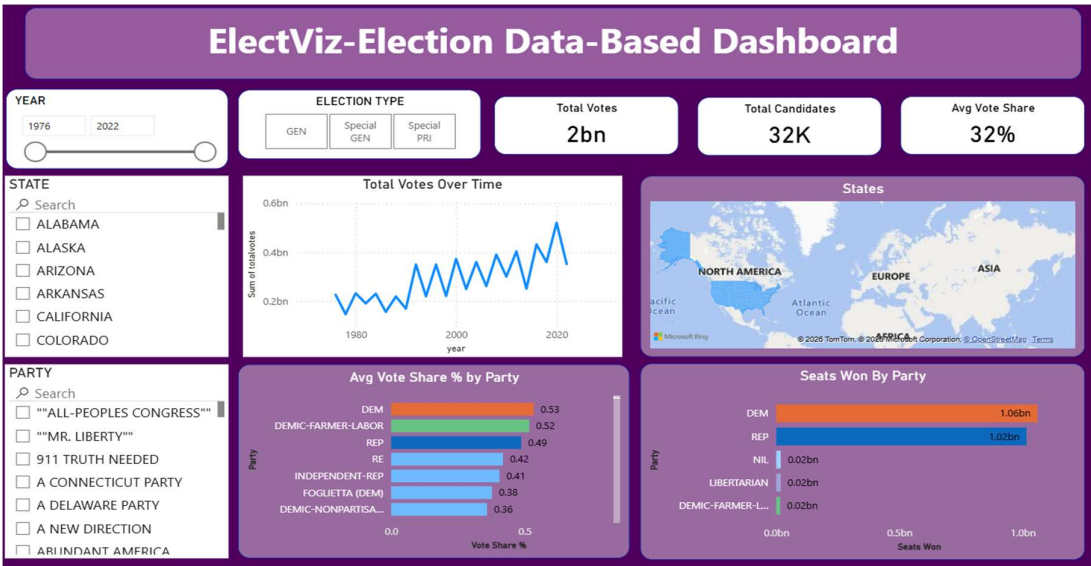 ElectViz-Election Data-Based Dashboard
YEAR
1976 2022
ELECTION TYPE
GEN
Special GEN
Special PRI
Total Votes
2bn
Total Candidates
32K
Avg Vote Share
32%
STATE
Search
ALABAMA
ALASKA
ARIZONA
ARKANSAS
CALIFORNIA
COLORADO
Total Votes Over Time
Sum of totalvotes
0.6bn
0.4bn
0.2bn
1980 2000 2020
year
States
NORTH AMERICA
EUROPE
ASIA
acific
Ocean
Atlantic
Ocean
AFRICA
Microsoft Bing
© 2026 TomTom, © 2026 Microsoft Corporation, © OpenStreetMap Terms
PARTY
Search
""ALL-PEOPLES CONGRESS""
""MR. LIBERTY""
911 TRUTH NEEDED
A CONNECTICUT PARTY
A DELAWARE PARTY
A NEW DIRECTION
ABUNDANT AMERICA
Avg Vote Share % by Party
Party
DEM 0.53
DEMIC-FARMER-LABOR 0.52
REP 0.49
RE 0.42
INDEPENDENT-REP 0.41
FOGLIETTA (DEM) 0.38
DEMIC-NONPARTISA... 0.36
0.0 0.5
Vote Share %
Seats Won By Party
Party
DEM 1.06bn
REP 1.02bn
NIL 0.02bn
LIBERTARIAN 0.02bn
DEMIC-FARMER-L... 0.02bn
0.0bn 0.5bn 1.0bn
Seats Won